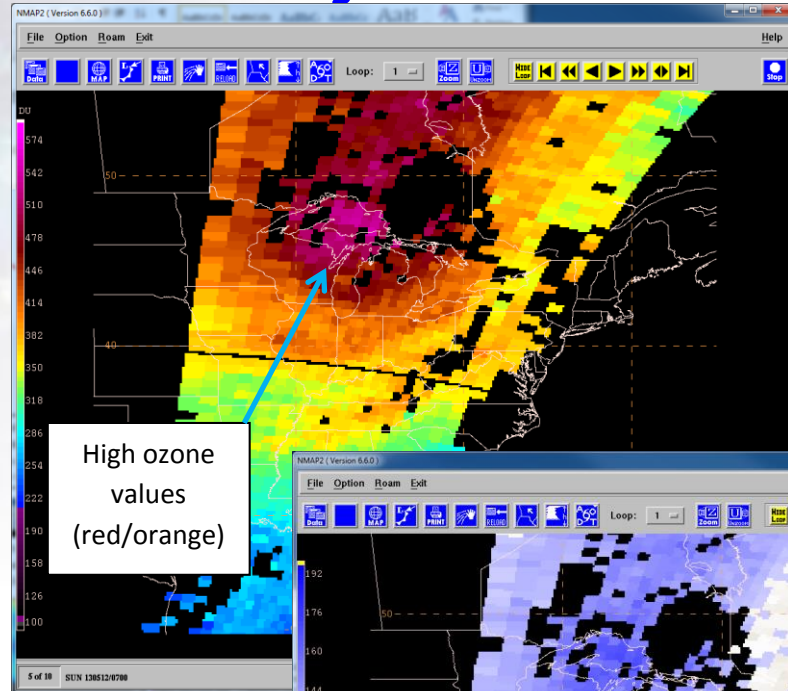 NMAP2 ( Version 6.6.0 )
File Option Roam Exit Help
Data MAP PRINT RELOAD Loop: 1 Zoom UNZOOM HIDE LOOP Stop
DU
574
542
510
478
446
414
382
350
318
286
254
222
190
158
126
100
50
40
High ozone
values
(red/orange)
5 of 10 SUN 130512/0700
NMAP2 ( Version 6.6.0 )
File Option Roam Exit
Data MAP PRINT RELOAD Loop: 1 Zoom UNZOOM HIDE LOOP
192
176
160
144
50